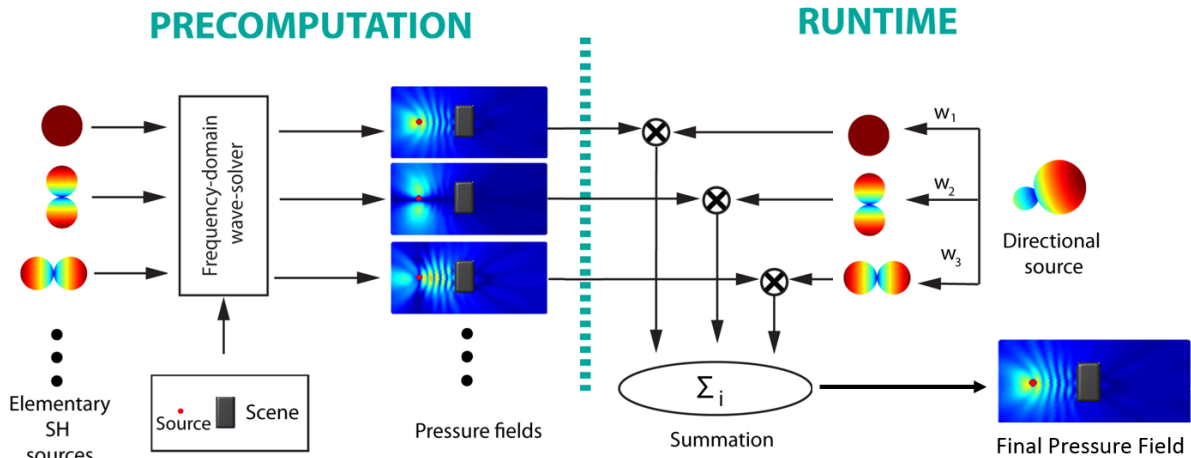 PRECOMPUTATION
RUNTIME
Frequency-domain
wave-solver
w1
w2
w3
Directional
source
Elementary
SH
sources
Source
Scene
Pressure fields
Σi
Summation
Final Pressure Field